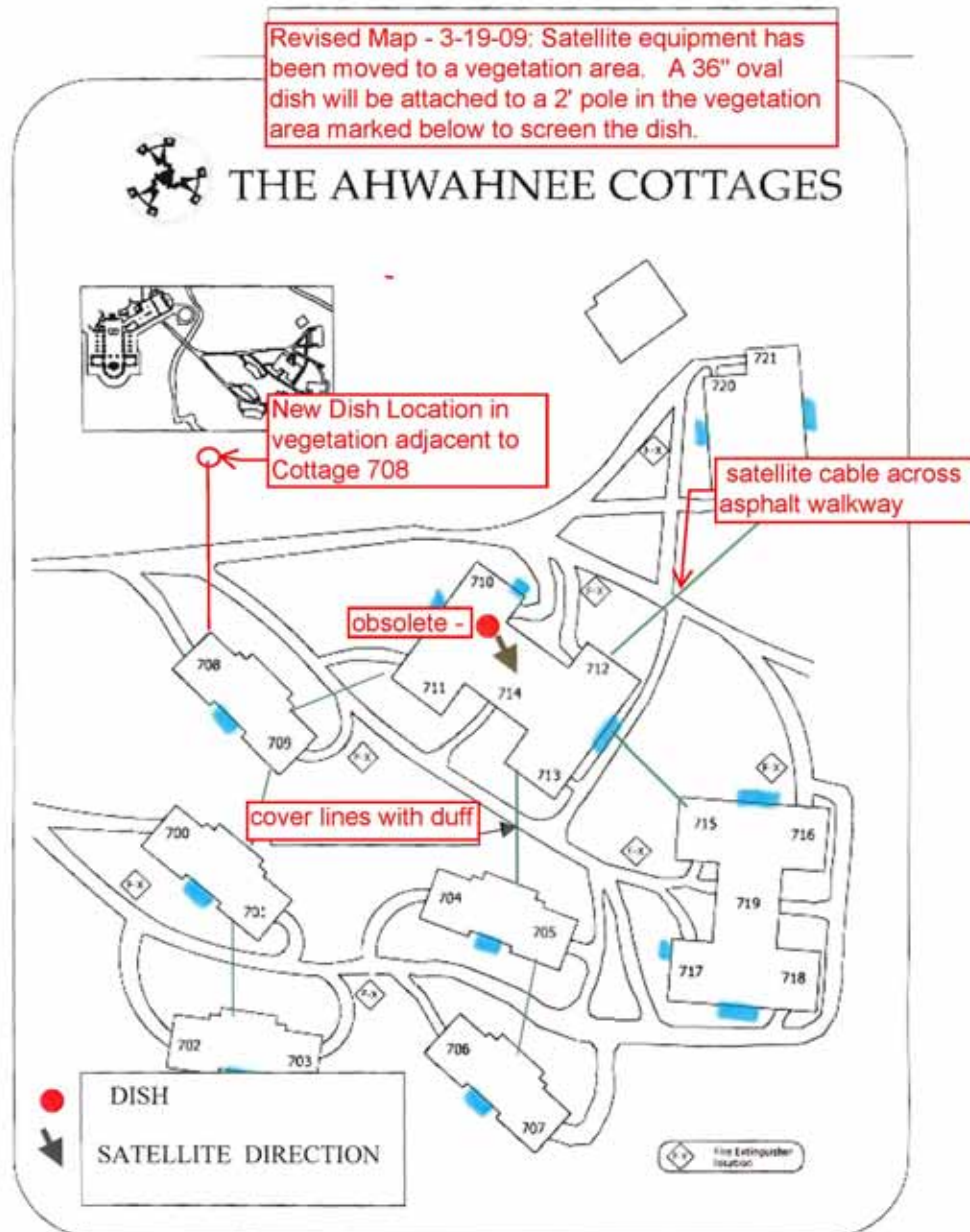 Revised Map - 3-19-09: Satellite equipment has
been moved to a vegetation area. A 36" oval
dish will be attached to a 2' pole in the vegetation
area marked below to screen the dish.
THE AHWAHNEE COTTAGES
721
720
New Dish Location in
vegetation adjacent to
Cottage 708
F-X
satellite cable across
asphalt walkway
710
F-X
obsolete -
708
712
711
714
709
F-X
713
F-X
cover lines with duff
700
715
716
F-X
F-X
704
719
701
705
717
718
F-X
702
703
706
707
DISH
SATELLITE DIRECTION
F-X
Fire Extinguisher
location